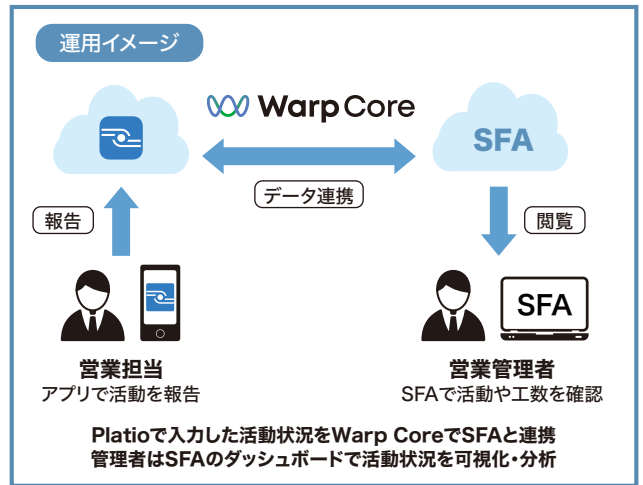 運用イメージ
Warp Core
SFA
データ連携
報告
閲覧
SFA
営業担当
アプリで活動を報告
営業管理者
SFAで活動や工数を確認
Platioで入力した活動状況をWarp CoreでSFAと連携
管理者はSFAのダッシュボードで活動状況を可視化・分析